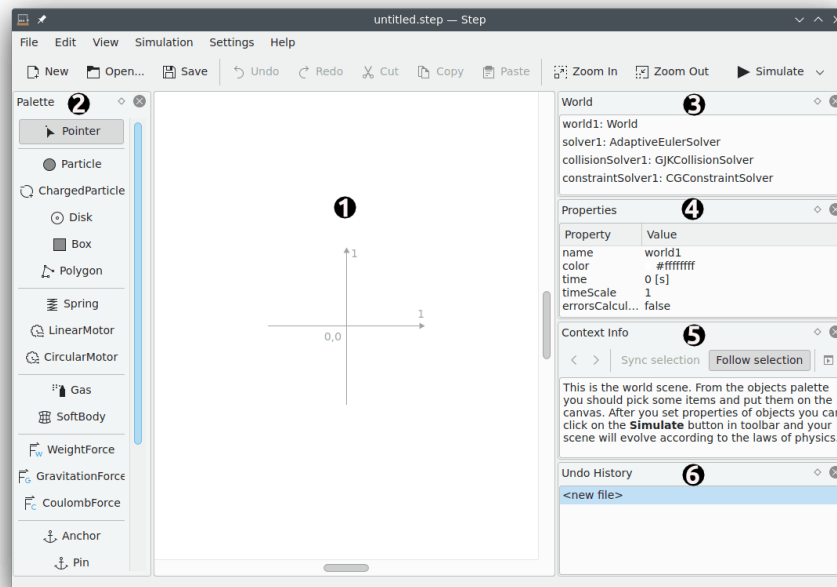 untitled.step — Step
File Edit View Simulation Settings Help
New Open... Save Undo Redo Cut Copy Paste Zoom In Zoom Out Simulate
Palette 2
Pointer
Particle
ChargedParticle
Disk
Box
Polygon
Spring
LinearMotor
CircularMotor
Gas
SoftBody
WeightForce
GravitationForce
CoulombForce
Anchor
Pin
1
1
1
0,0
World 3
world1: World
solver1: AdaptiveEulerSolver
collisionSolver1: GJKCollisionSolver
constraintSolver1: CGConstraintSolver
Properties 4
Property Value
name world1
color #ffffffff
time 0 [s]
timeScale 1
errorsCalcul... false
Context Info 5
Sync selection Follow selection
This is the world scene. From the objects palette
you should pick some items and put them on the
canvas. After you set properties of objects you can
click on the Simulate button in toolbar and your
scene will evolve according to the laws of physics.
Undo History 6
<new file>